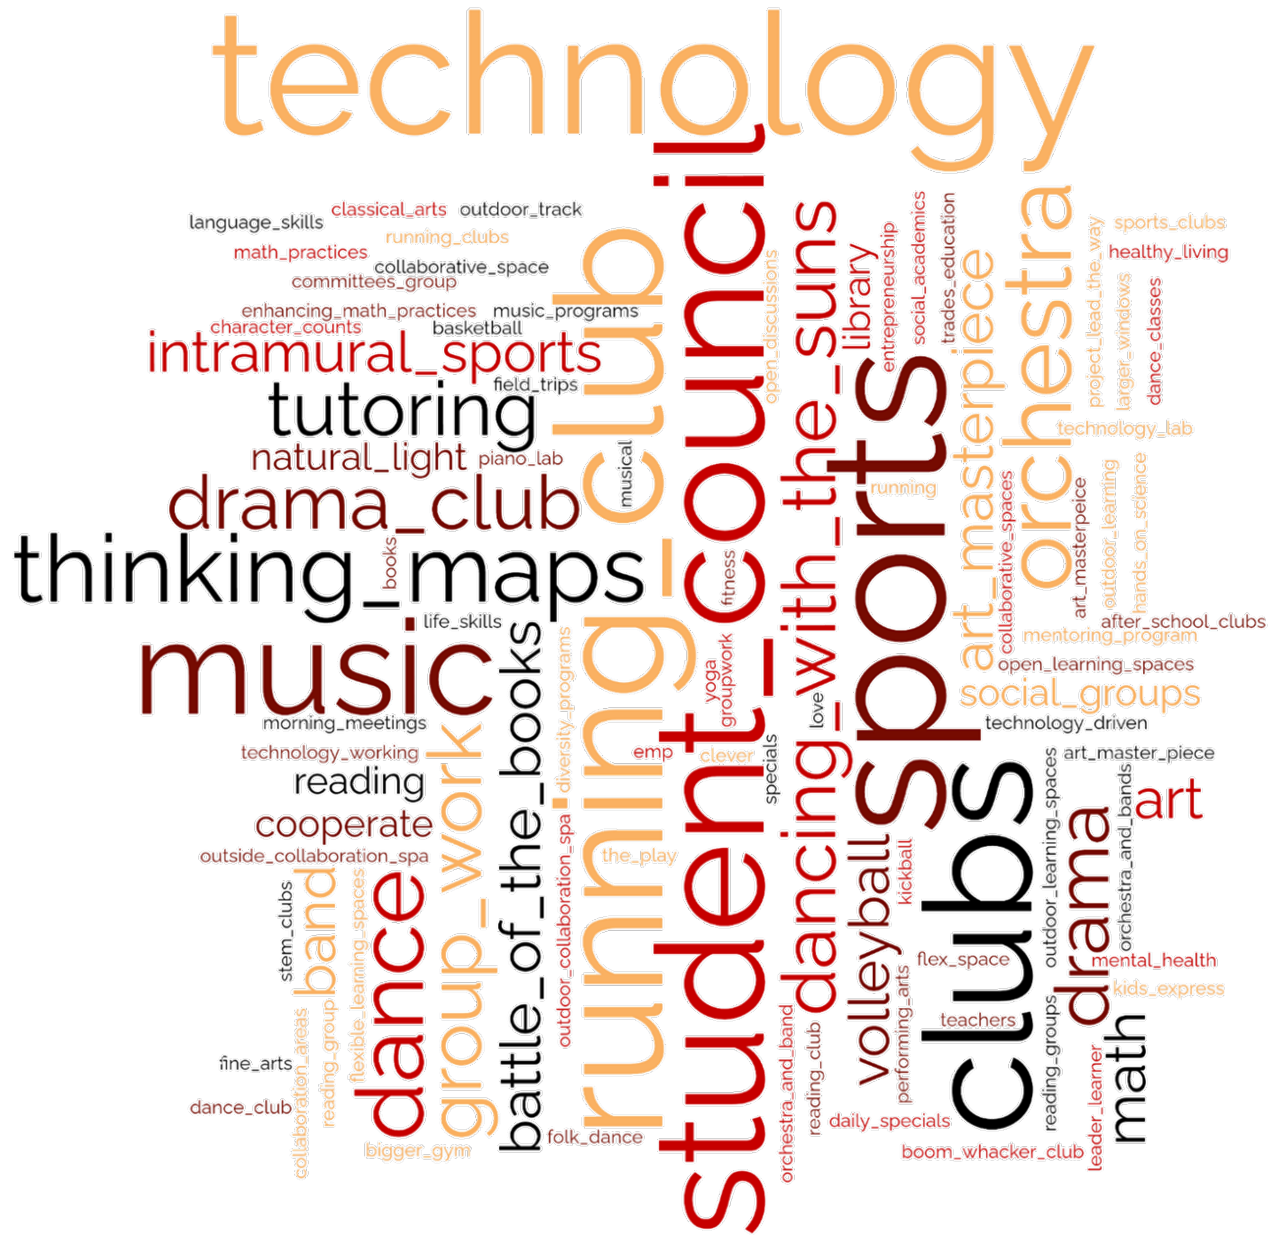 technology
student_council
running_club
classical_arts
outdoor_track
language_skills
running_clubs
math_practices
collaborative_space
committees_group
enhancing_math_practices
music_programs
character_counts
basketball
intramural_sports
field_trips
tutoring
natural_light
piano_lab
musical
drama_club
thinking_maps
books
life_skills
music
morning_meetings
technology_working
reading
cooperate
outside_collaboration_spa
stem_clubs
band
flexible_learning_spaces
dance
group_work
battle_of_the_books
diversity_programs
outdoor_collaboration_spa
the_play
fine_arts
collaboration_areas
reading_group
dance_club
bigger_gym
folk_dance
open_discussions
fitness
yoga
groupwork
emp
clever
specials
love
dancing_with_the_suns
library
entrepreneurship
social_academics
trades_education
sports
running
art_masterpiece
orchestra
project_lead_the_way
larger_windows
dance_classes
sports_clubs
healthy_living
technology_lab
collaborative_spaces
art_masterpeice
outdoor_learning
hands_on_science
after_school_clubs
mentoring_program
open_learning_spaces
social_groups
technology_driven
art_master_piece
art
clubs
outdoor_learning_spaces
drama
orchestra_and_bands
volleyball
kickball
flex_space
mental_health
kids_express
performing_arts
teachers
reading_groups
math
leader_learner
orchestra_and_band
reading_club
daily_specials
boom_whacker_club